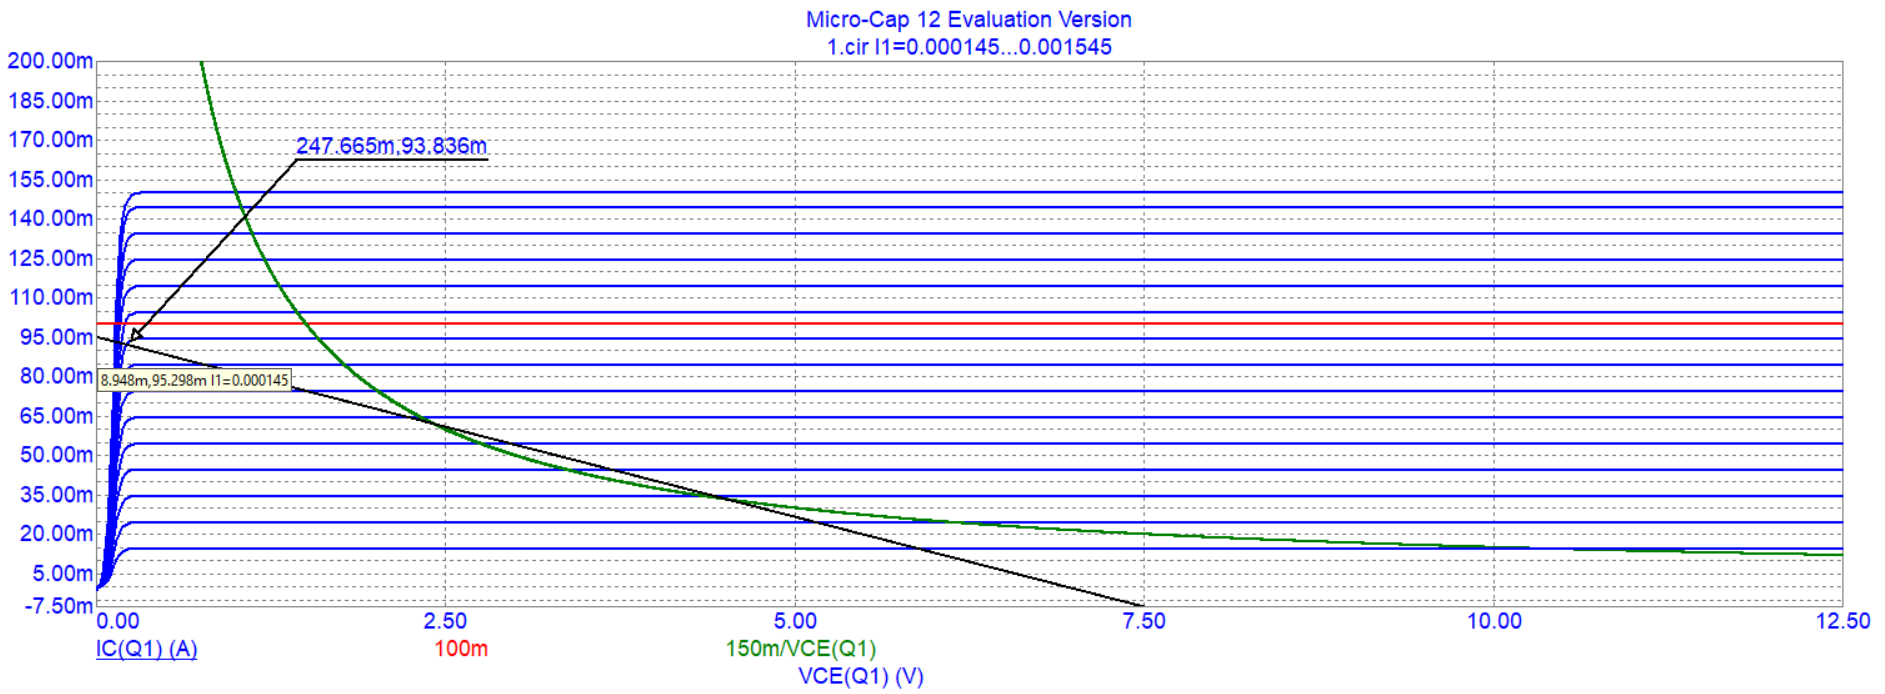 Micro-Cap 12 Evaluation Version
1.cir I1=0.000145...0.001545
200.00m
185.00m
170.00m
247.665m,93.836m
155.00m
140.00m
125.00m
110.00m
95.00m
80.00m
8.948m,95.298m I1=0.000145
65.00m
50.00m
35.00m
20.00m
5.00m
-7.50m
0.00 2.50 5.00 7.50 10.00 12.50
IC(Q1) (A) 100m 150m/VCE(Q1)
VCE(Q1) (V)